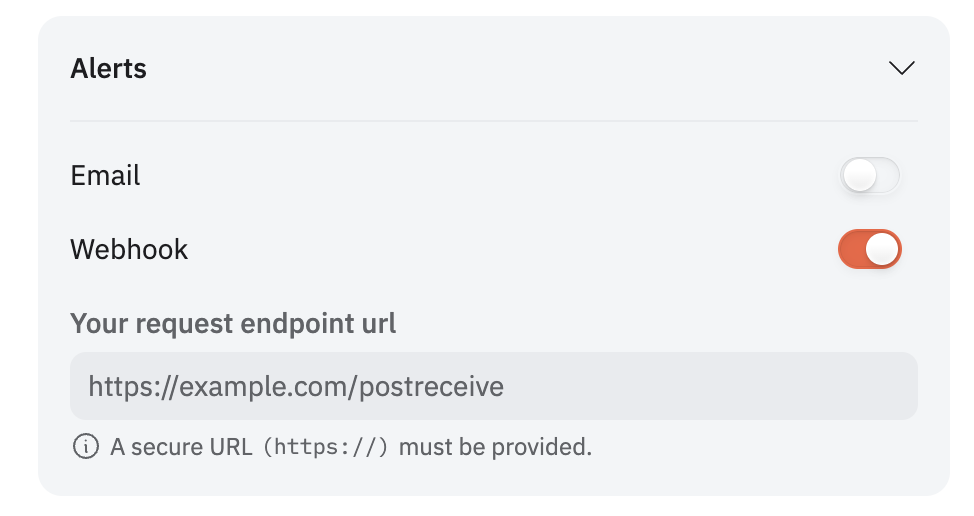 Alerts
Email
Webhook
Your request endpoint url
https://example.com/postreceive
A secure URL (https://) must be provided.